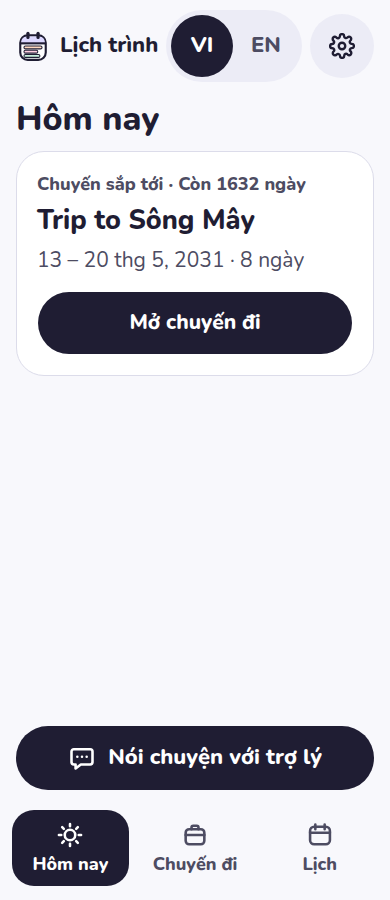 Lịch trình
VI
EN
Hôm nay
Chuyến sắp tới · Còn 1632 ngày
Trip to Sông Mây
13 – 20 thg 5, 2031 · 8 ngày
Mở chuyến đi
Nói chuyện với trợ lý
Hôm nay
Chuyến đi
Lịch